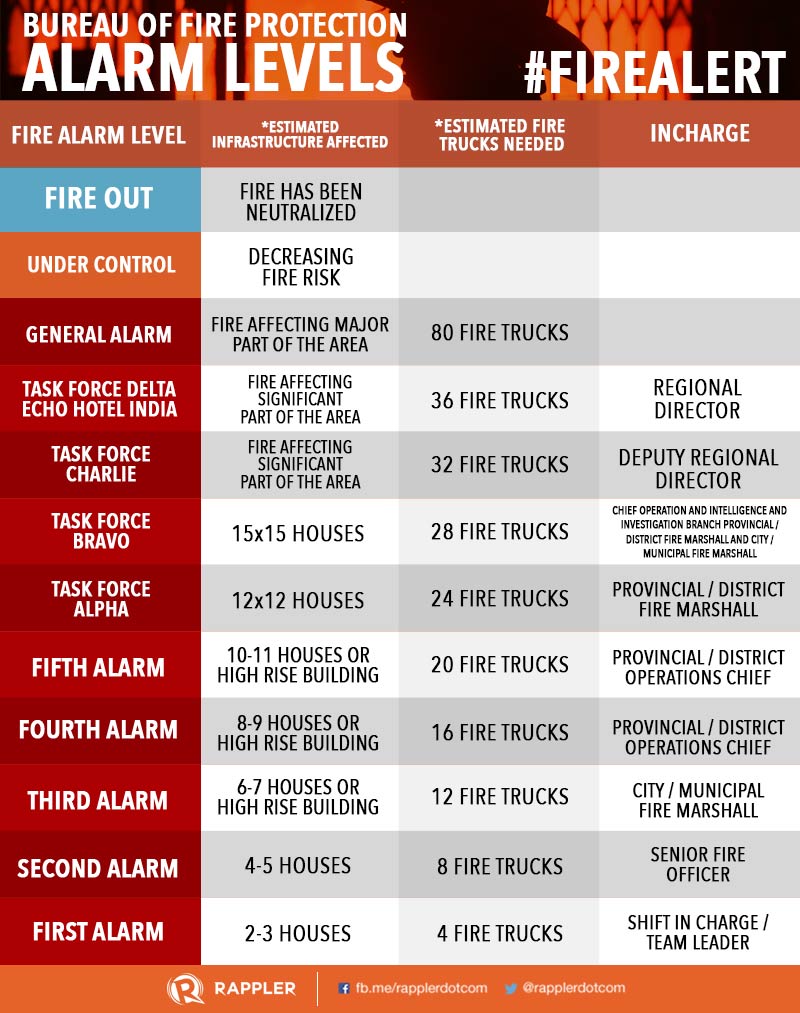 BUREAU OF FIRE PROTECTION
ALARM LEVELS
#FIREALERT
FIRE ALARM LEVEL
*ESTIMATED
INFRASTRUCTURE AFFECTED
*ESTIMATED FIRE
TRUCKS NEEDED
INCHARGE
FIRE OUT
FIRE HAS BEEN
NEUTRALIZED
UNDER CONTROL
DECREASING
FIRE RISK
GENERAL ALARM
FIRE AFFECTING MAJOR
PART OF THE AREA
80 FIRE TRUCKS
TASK FORCE DELTA
ECHO HOTEL INDIA
FIRE AFFECTING
SIGNIFICANT
PART OF THE AREA
36 FIRE TRUCKS
REGIONAL
DIRECTOR
TASK FORCE
CHARLIE
FIRE AFFECTING
SIGNIFICANT
PART OF THE AREA
32 FIRE TRUCKS
DEPUTY REGIONAL
DIRECTOR
TASK FORCE
BRAVO
15x15 HOUSES
28 FIRE TRUCKS
CHIEF OPERATION AND INTELLIGENCE AND
INVESTIGATION BRANCH PROVINCIAL /
DISTRICT FIRE MARSHALL AND CITY /
MUNICIPAL FIRE MARSHALL
TASK FORCE
ALPHA
12x12 HOUSES
24 FIRE TRUCKS
PROVINCIAL / DISTRICT
FIRE MARSHALL
FIFTH ALARM
10-11 HOUSES OR
HIGH RISE BUILDING
20 FIRE TRUCKS
PROVINCIAL / DISTRICT
OPERATIONS CHIEF
FOURTH ALARM
8-9 HOUSES OR
HIGH RISE BUILDING
16 FIRE TRUCKS
PROVINCIAL / DISTRICT
OPERATIONS CHIEF
THIRD ALARM
6-7 HOUSES OR
HIGH RISE BUILDING
12 FIRE TRUCKS
CITY / MUNICIPAL
FIRE MARSHALL
SECOND ALARM
4-5 HOUSES
8 FIRE TRUCKS
SENIOR FIRE
OFFICER
FIRST ALARM
2-3 HOUSES
4 FIRE TRUCKS
SHIFT IN CHARGE /
TEAM LEADER
RAPPLER
fb.me/rapplerdotcom
@rapplerdotcom